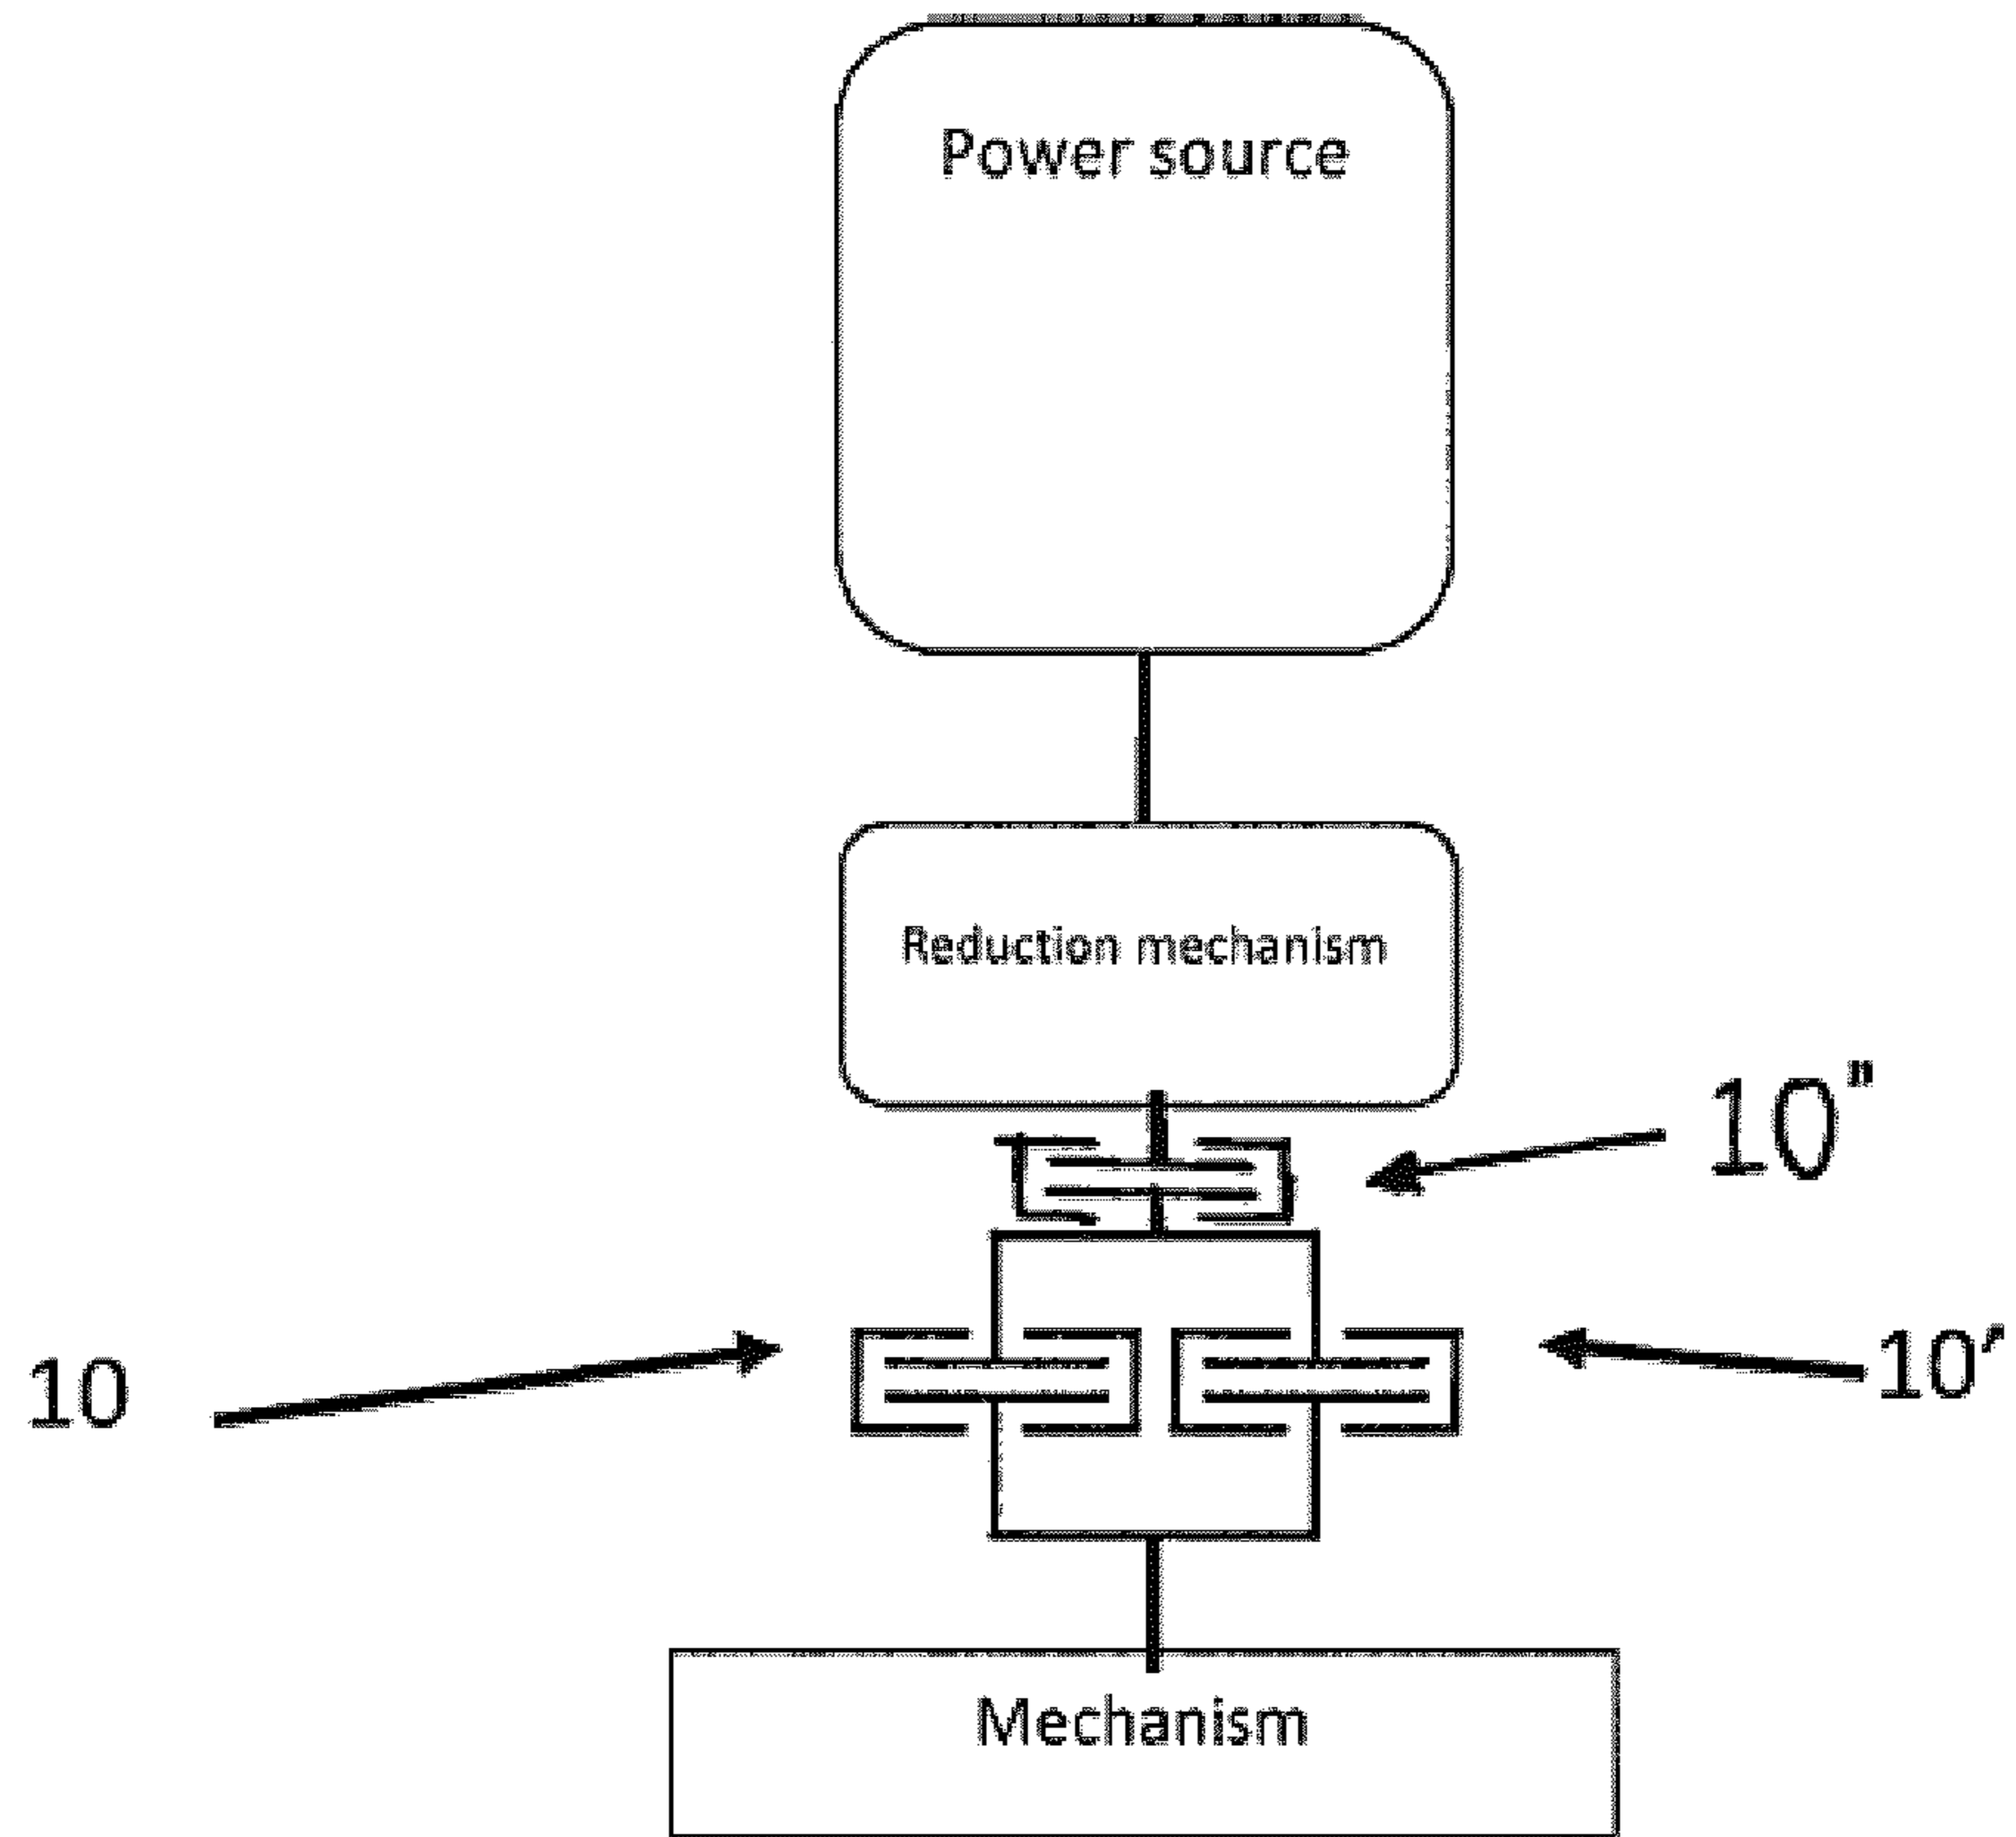 Power source
Reduction mechanism
10"
10
10'
Mechanism